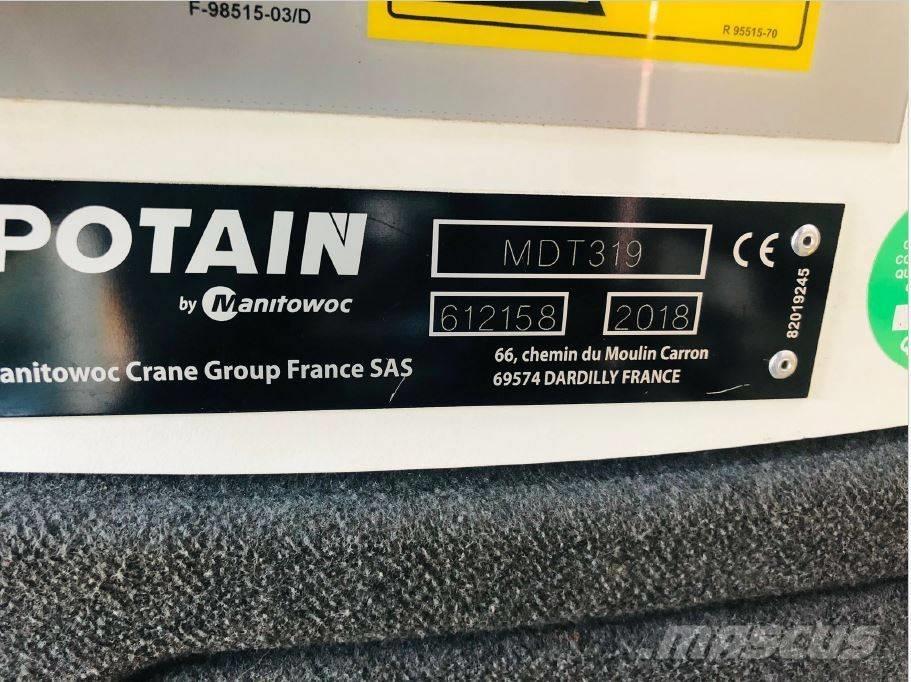 F-98515-03/D
R 95515-70
POTAIN
by Manitowoc
MDT319
CE
612158
2018
82019245
anitowoc Crane Group France SAS
66, chemin du Moulin Carron
69574 DARDILLY FRANCE
mascus